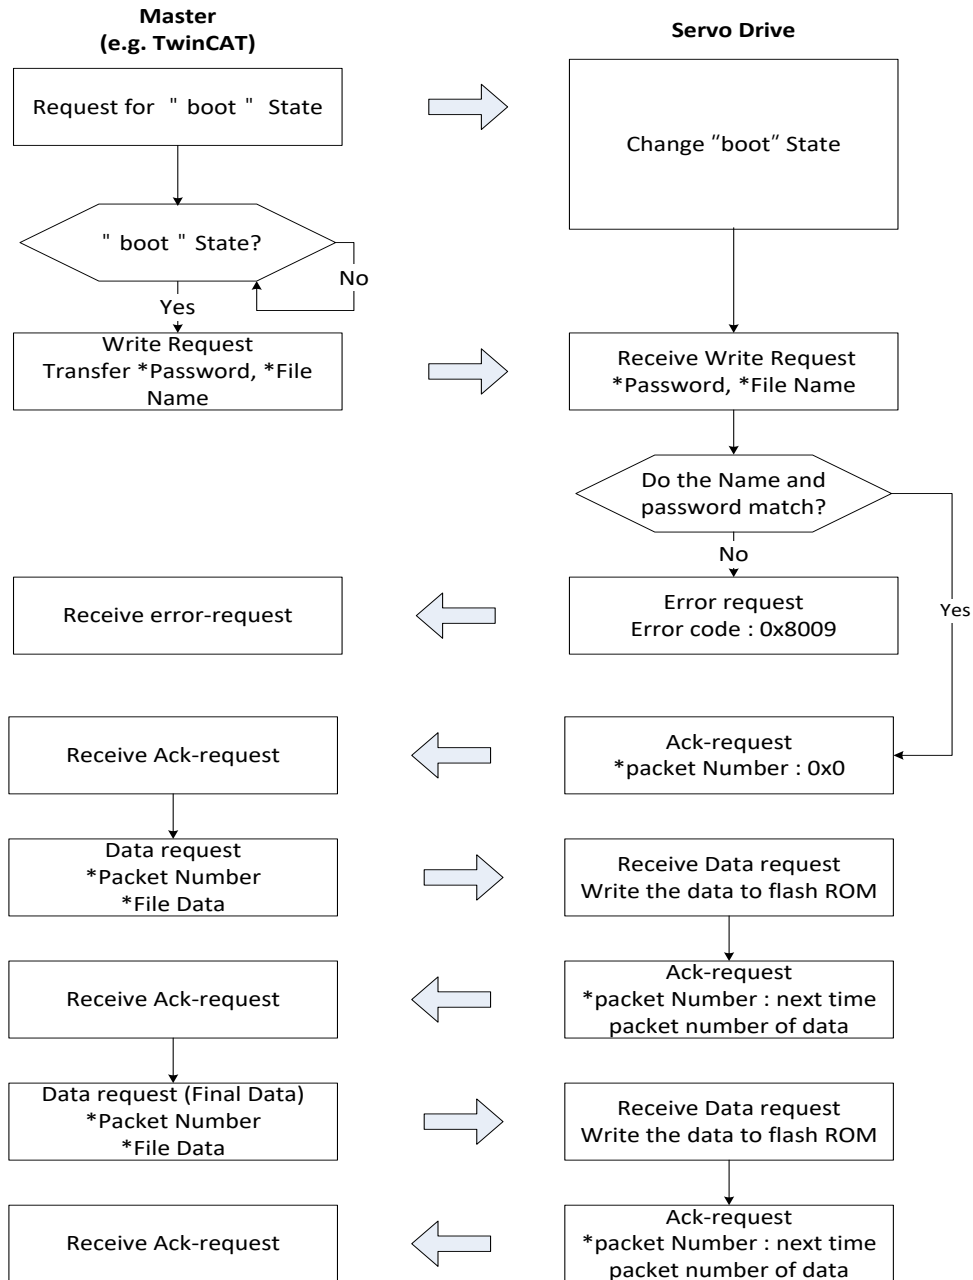 Master
(e.g. TwinCAT)
Servo Drive
Request for " boot " State
Change "boot" State
" boot " State?
No
Yes
Write Request
Transfer *Password, *File
Name
Receive Write Request
*Password, *File Name
Do the Name and
password match?
No
Yes
Receive error-request
Error request
Error code : 0x8009
Receive Ack-request
Ack-request
*packet Number : 0x0
Data request
*Packet Number
*File Data
Receive Data request
Write the data to flash ROM
Receive Ack-request
Ack-request
*packet Number : next time
packet number of data
Data request (Final Data)
*Packet Number
*File Data
Receive Data request
Write the data to flash ROM
Receive Ack-request
Ack-request
*packet Number : next time
packet number of data